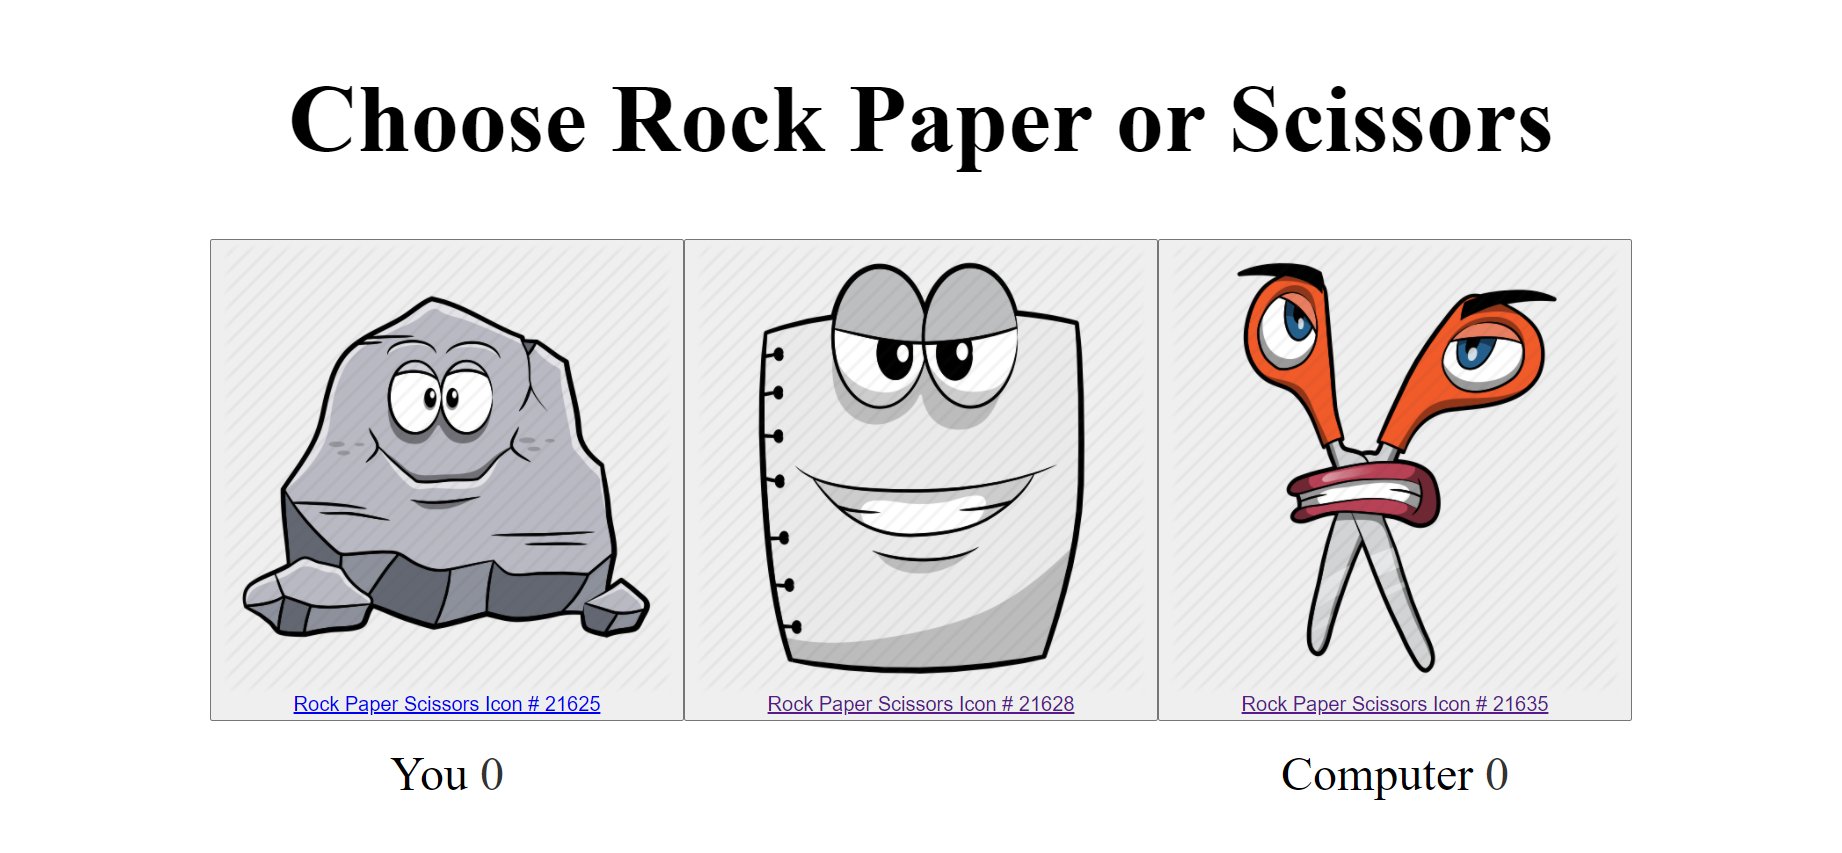 Choose Rock Paper or Scissors
Rock Paper Scissors Icon # 21625
Rock Paper Scissors Icon # 21628
Rock Paper Scissors Icon # 21635
You 0
Computer 0